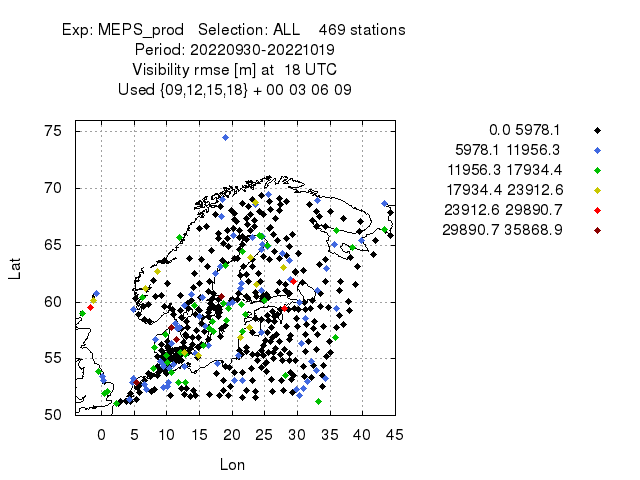 Exp: MEPS_prod   Selection: ALL    469 stations
Period: 20220930-20221019
Visibility rmse [m] at  18 UTC
Used {09,12,15,18} + 00 03 06 09
0.0 5978.1
5978.1 11956.3
11956.3 17934.4
17934.4 23912.6
23912.6 29890.7
29890.7 35868.9
75
70
65
60
55
50
Lat
0 5 10 15 20 25 30 35 40 45
Lon